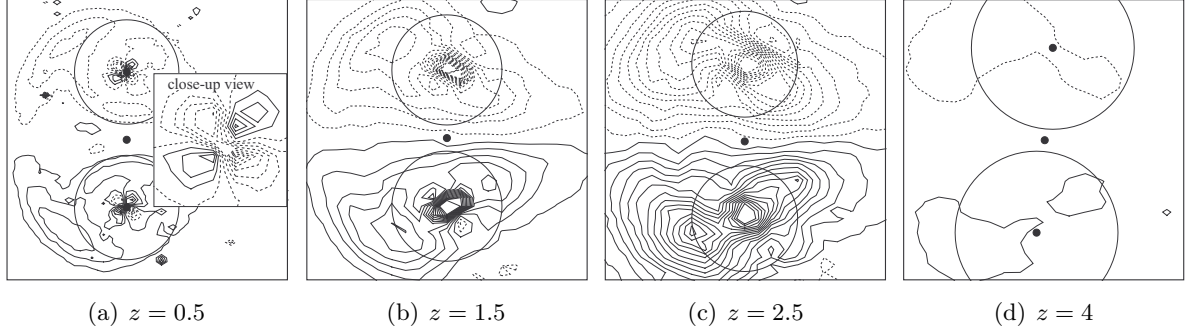 close-up view
(a) z = 0.5
(b) z = 1.5
(c) z = 2.5
(d) z = 4